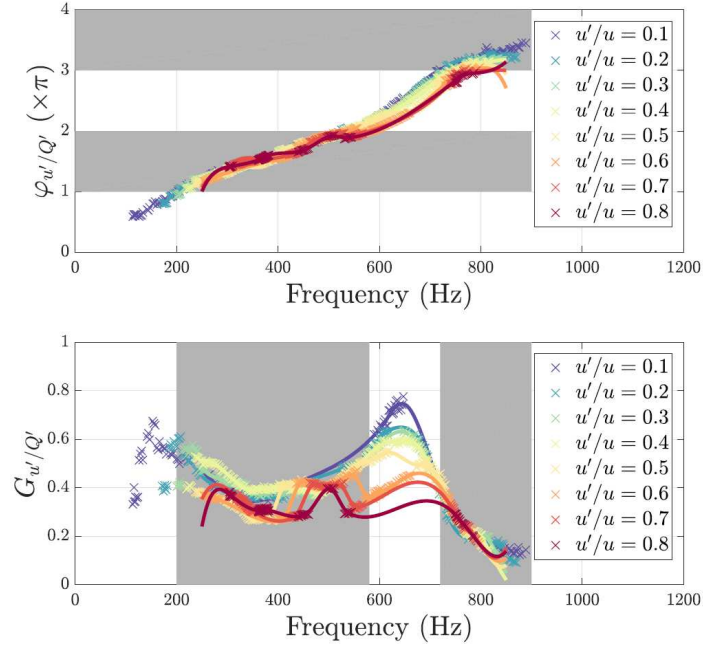 4
3
2
1
0
φu'/Q' (×π)
0 200 400 600 800 1000 1200
Frequency (Hz)
u'/u = 0.1
u'/u = 0.2
u'/u = 0.3
u'/u = 0.4
u'/u = 0.5
u'/u = 0.6
u'/u = 0.7
u'/u = 0.8
1
0.8
0.6
0.4
0.2
0
Gu'/Q'
0 200 400 600 800 1000 1200
Frequency (Hz)
u'/u = 0.1
u'/u = 0.2
u'/u = 0.3
u'/u = 0.4
u'/u = 0.5
u'/u = 0.6
u'/u = 0.7
u'/u = 0.8